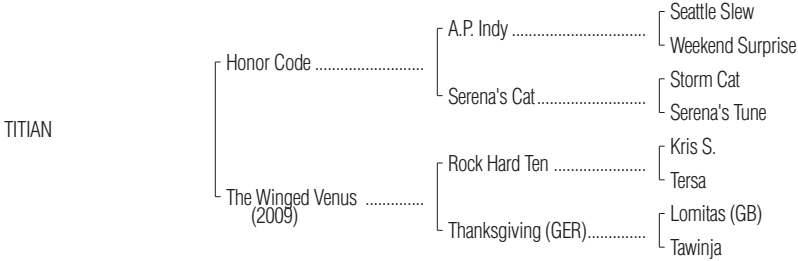 Seattle Slew
A.P. Indy ................................
Weekend Surprise
Honor Code ..........................
Storm Cat
Serena's Cat..........................
Serena's Tune
TITIAN
Kris S.
Rock Hard Ten ......................
Tersa
The Winged Venus ..............
(2009)
Lomitas (GB)
Thanksgiving (GER)..............
Tawinja